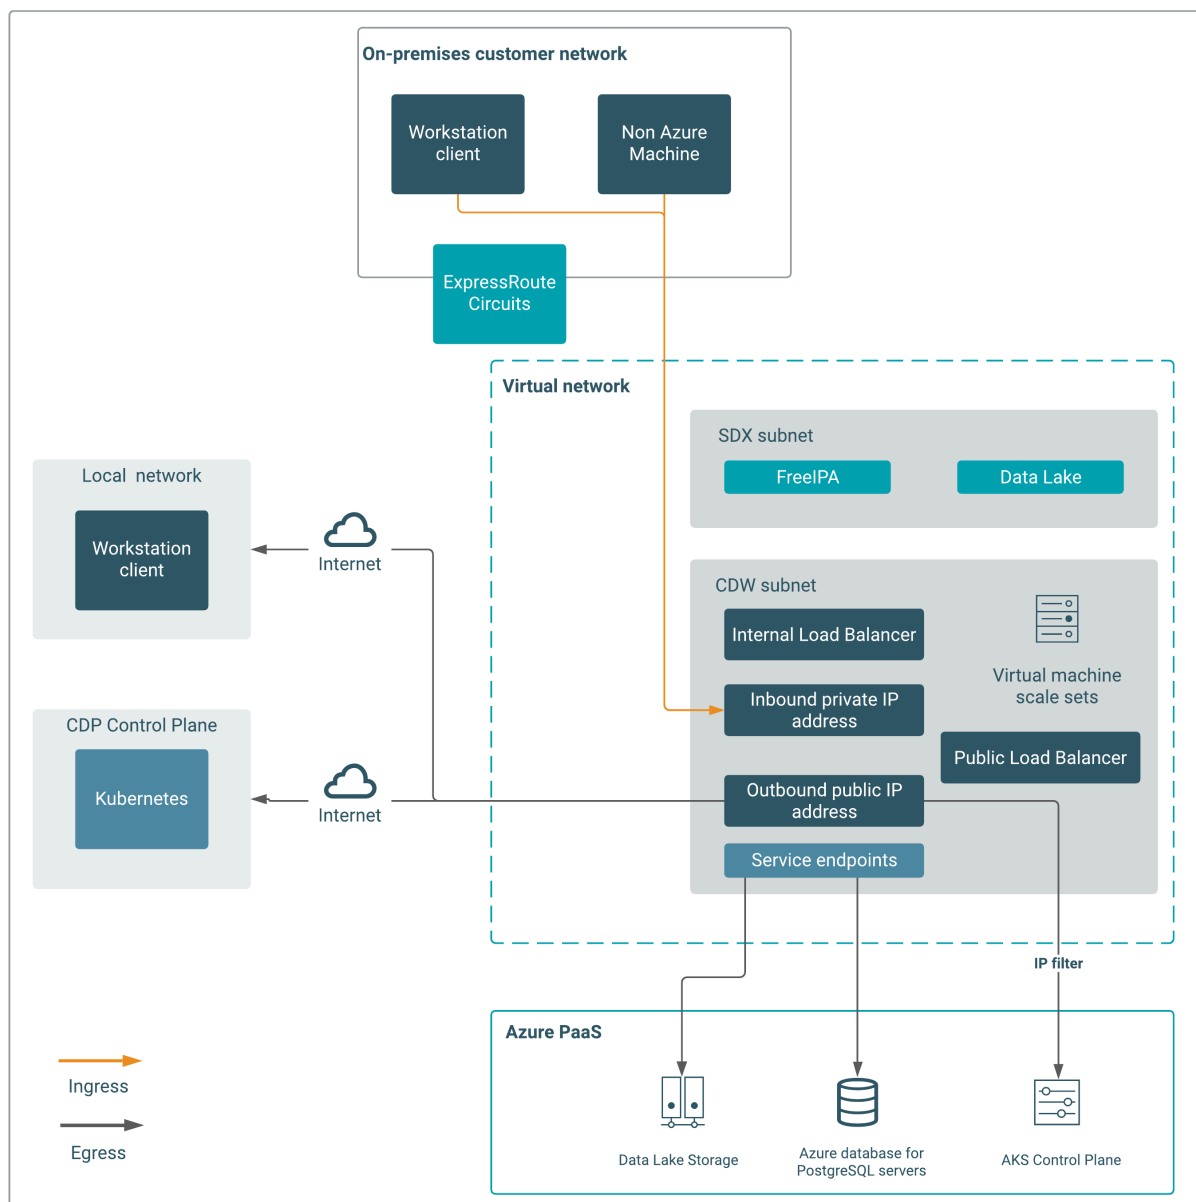 On-premises customer network
Workstation
client
Non Azure
Machine
ExpressRoute
Circuits
Virtual network
SDX subnet
FreeIPA
Data Lake
Local network
Workstation
client
Internet
CDW subnet
Internal Load Balancer
Virtual machine
scale sets
Inbound private IP
address
Public Load Balancer
CDP Control Plane
Kubernetes
Internet
Outbound public IP
address
Service endpoints
IP filter
Azure PaaS
Ingress
Egress
Data Lake Storage
Azure database for
PostgreSQL servers
AKS Control Plane